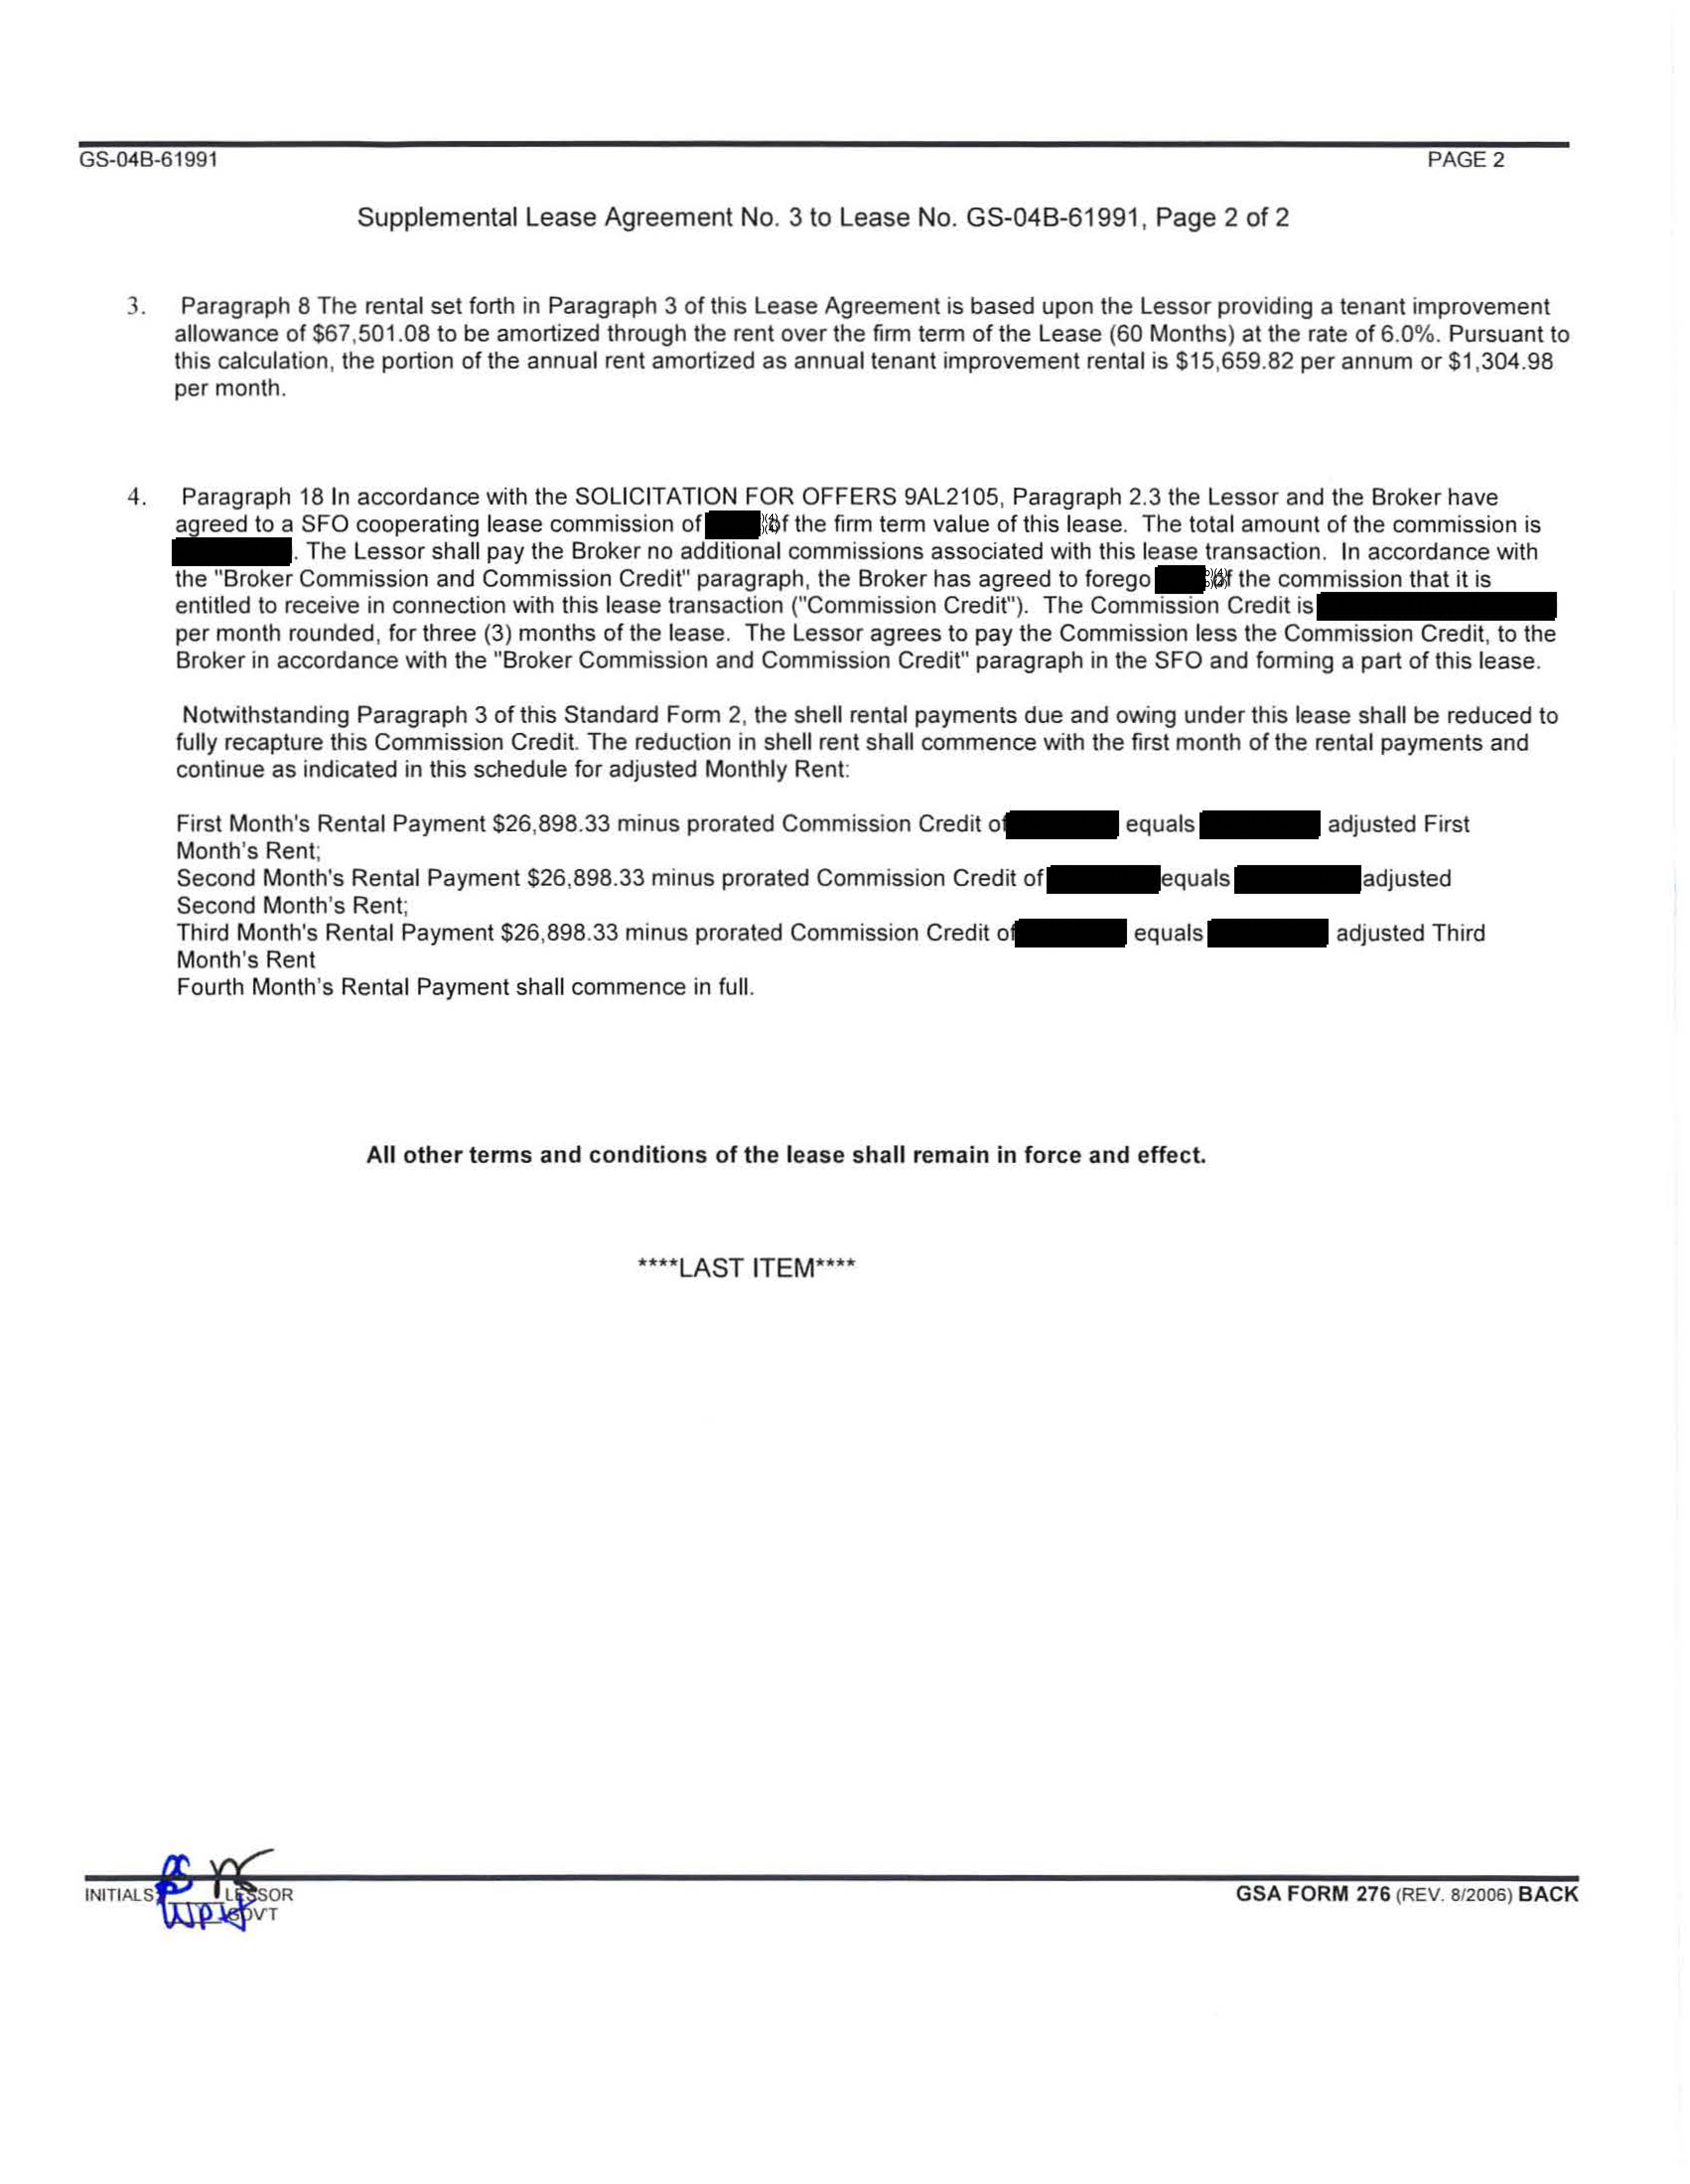 GS-04B-61991 PAGE 2
Supplemental Lease Agreement No. 3 to Lease No. GS-04B-61991, Page 2 of 2
3. Paragraph 8 The rental set forth in Paragraph 3 of this Lease Agreement is based upon the Lessor providing a tenant improvement
allowance of $67,501.08 to be amortized through the rent over the firm term of the Lease (60 Months) at the rate of 6.0%. Pursuant to
this calculation, the portion of the annual rent amortized as annual tenant improvement rental is $15,659.82 per annum or $1,304.98
per month.
4. Paragraph 18 In accordance with the SOLICITATION FOR OFFERS 9AL2105, Paragraph 2.3 the Lessor and the Broker have
agreed to a SFO cooperating lease commission of of the firm term value of this lease. The total amount of the commission is
. The Lessor shall pay the Broker no additional commissions associated with this lease transaction. In accordance with
the "Broker Commission and Commission Credit" paragraph, the Broker has agreed to forego of the commission that it is
entitled to receive in connection with this lease transaction ("Commission Credit"). The Commission Credit is
per month rounded, for three (3) months of the lease. The Lessor agrees to pay the Commission less the Commission Credit, to the
Broker in accordance with the "Broker Commission and Commission Credit" paragraph in the SFO and forming a part of this lease.
Notwithstanding Paragraph 3 of this Standard Form 2, the shell rental payments due and owing under this lease shall be reduced to
fully recapture this Commission Credit. The reduction in shell rent shall commence with the first month of the rental payments and
continue as indicated in this schedule for adjusted Monthly Rent:
First Month's Rental Payment $26,898.33 minus prorated Commission Credit of equals adjusted First
Month's Rent;
Second Month's Rental Payment $26,898.33 minus prorated Commission Credit of equals adjusted
Second Month's Rent;
Third Month's Rental Payment $26,898.33 minus prorated Commission Credit of equals adjusted Third
Month's Rent
Fourth Month's Rental Payment shall commence in full.
All other terms and conditions of the lease shall remain in force and effect.
****LAST ITEM****
INITIALS: LESSOR GSA FORM 276 (REV. 8/2006) BACK
GOVT